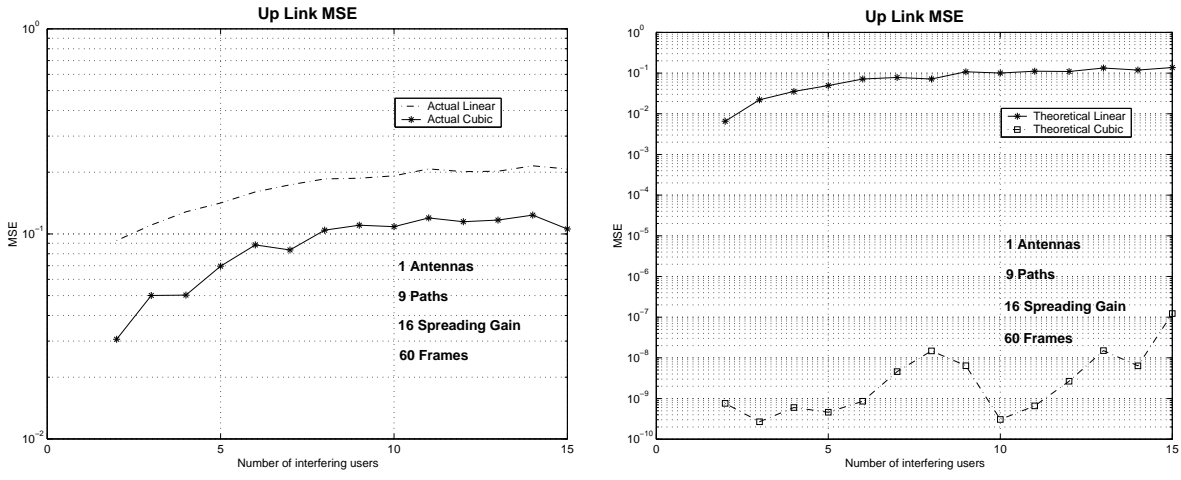 Up Link MSE
10^0
10^-1
10^-2
MSE
Actual Linear
Actual Cubic
1 Antennas
9 Paths
16 Spreading Gain
60 Frames
0
5
10
15
Number of interfering users
Up Link MSE
10^0
10^-1
10^-2
10^-3
10^-4
10^-5
10^-6
10^-7
10^-8
10^-9
10^-10
MSE
Theoretical Linear
Theoretical Cubic
1 Antennas
9 Paths
16 Spreading Gain
60 Frames
0
5
10
15
Number of interfering users